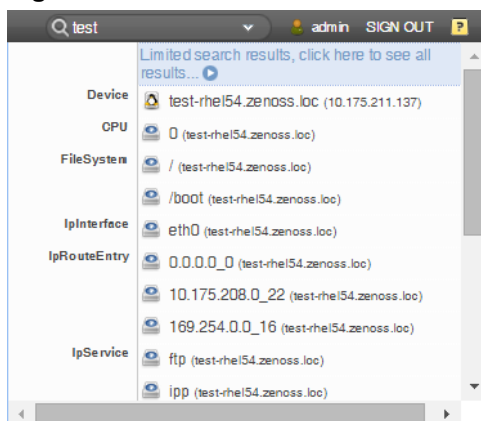 test admin SIGN OUT ?
Limited search results, click here to see all
results...
Device test-rhel54.zenoss.loc (10.175.211.137)
CPU 0 (test-rhel54.zenoss.loc)
FileSystem / (test-rhel54.zenoss.loc)
/boot (test-rhel54.zenoss.loc)
IpInterface eth0 (test-rhel54.zenoss.loc)
IpRouteEntry 0.0.0.0_0 (test-rhel54.zenoss.loc)
10.175.208.0_22 (test-rhel54.zenoss.loc)
169.254.0.0_16 (test-rhel54.zenoss.loc)
IpService ftp (test-rhel54.zenoss.loc)
ipp (test-rhel54.zenoss.loc)